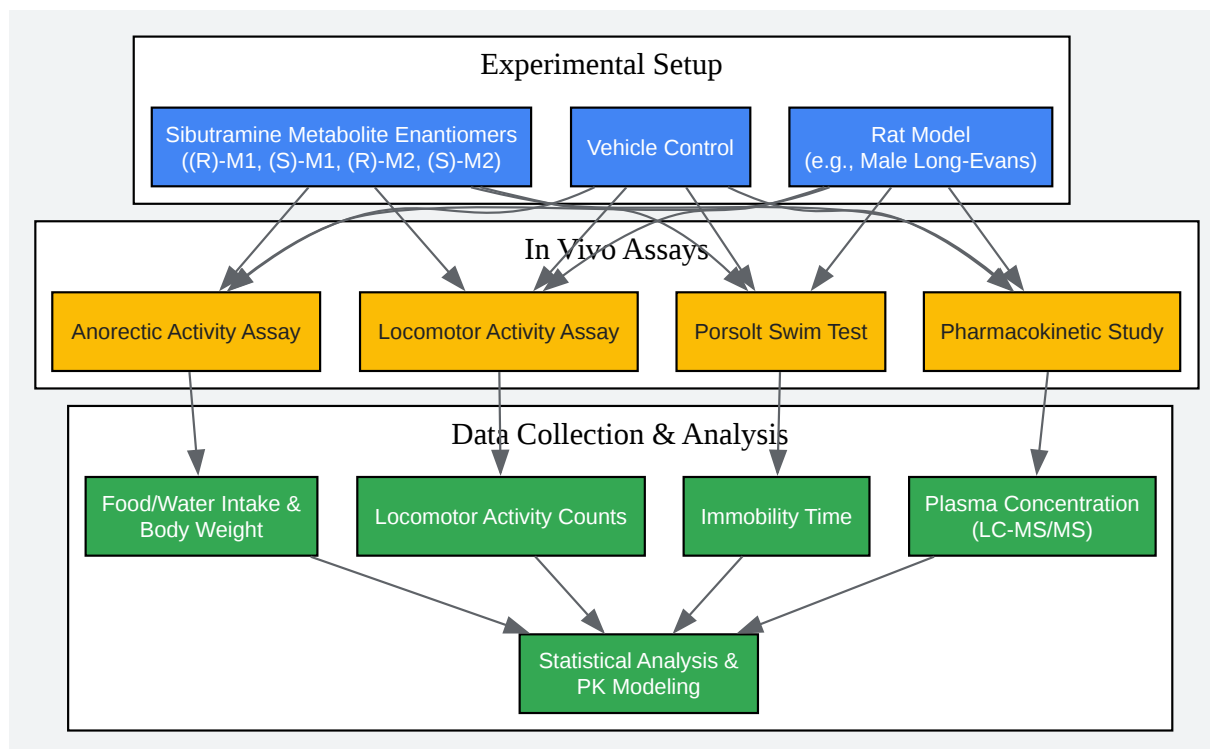 Experimental Setup
Sibutramine Metabolite Enantiomers
((R)-M1, (S)-M1, (R)-M2, (S)-M2)
Vehicle Control
Rat Model
(e.g., Male Long-Evans)
In Vivo Assays
Anorectic Activity Assay
Locomotor Activity Assay
Porsolt Swim Test
Pharmacokinetic Study
Data Collection & Analysis
Food/Water Intake &
Body Weight
Locomotor Activity Counts
Immobility Time
Plasma Concentration
(LC-MS/MS)
Statistical Analysis &
PK Modeling